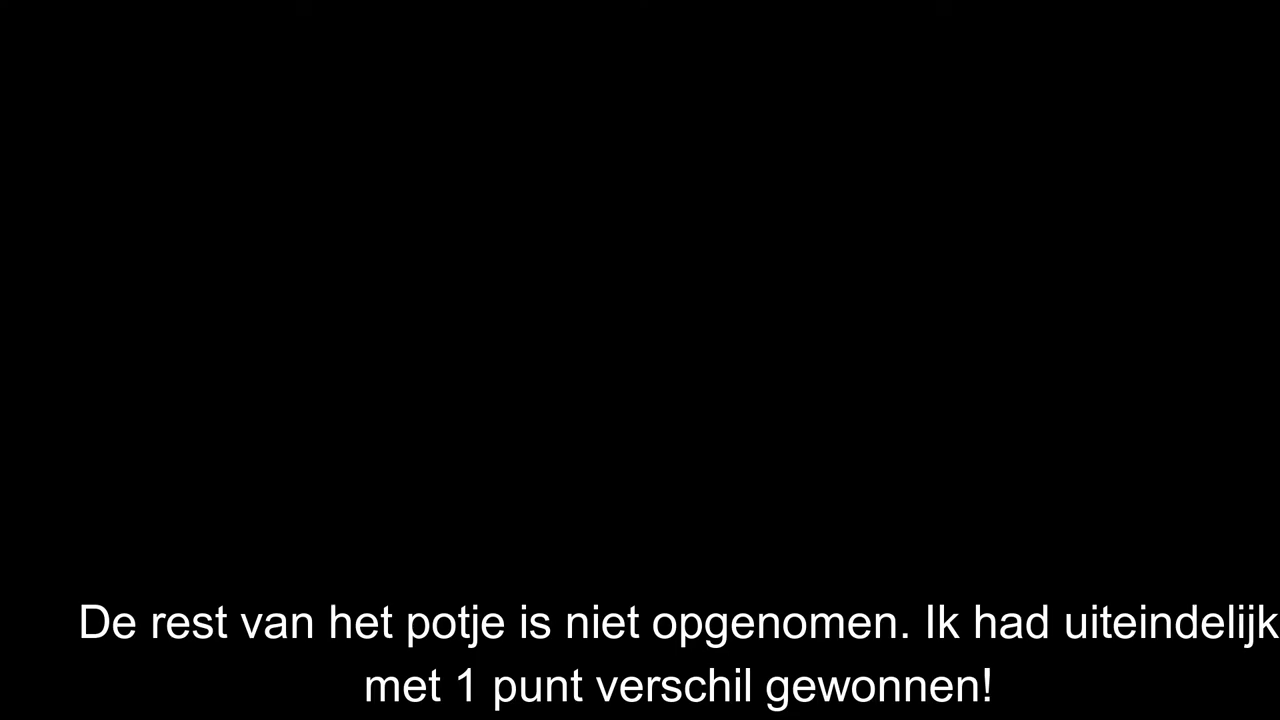 De rest van het potje is niet opgenomen. Ik had uiteindelijk
met 1 punt verschil gewonnen!